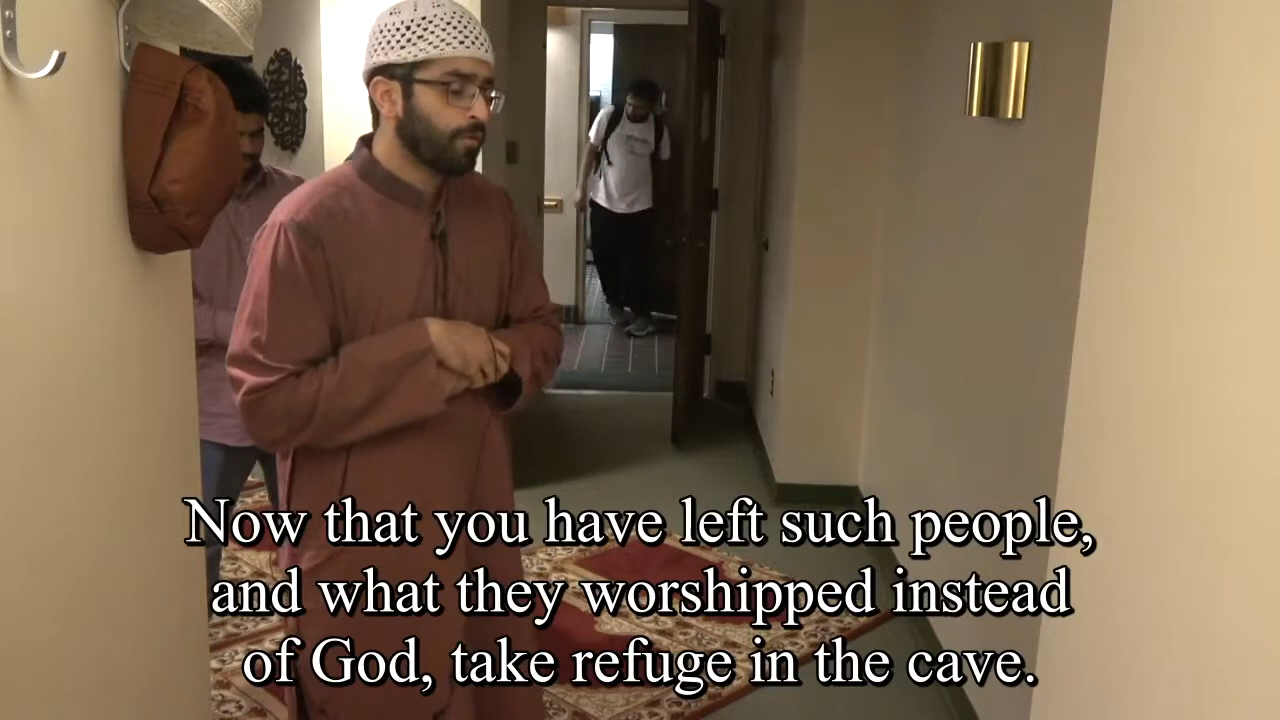 Now that you have left such people,
and what they worshipped instead
of God, take refuge in the cave.